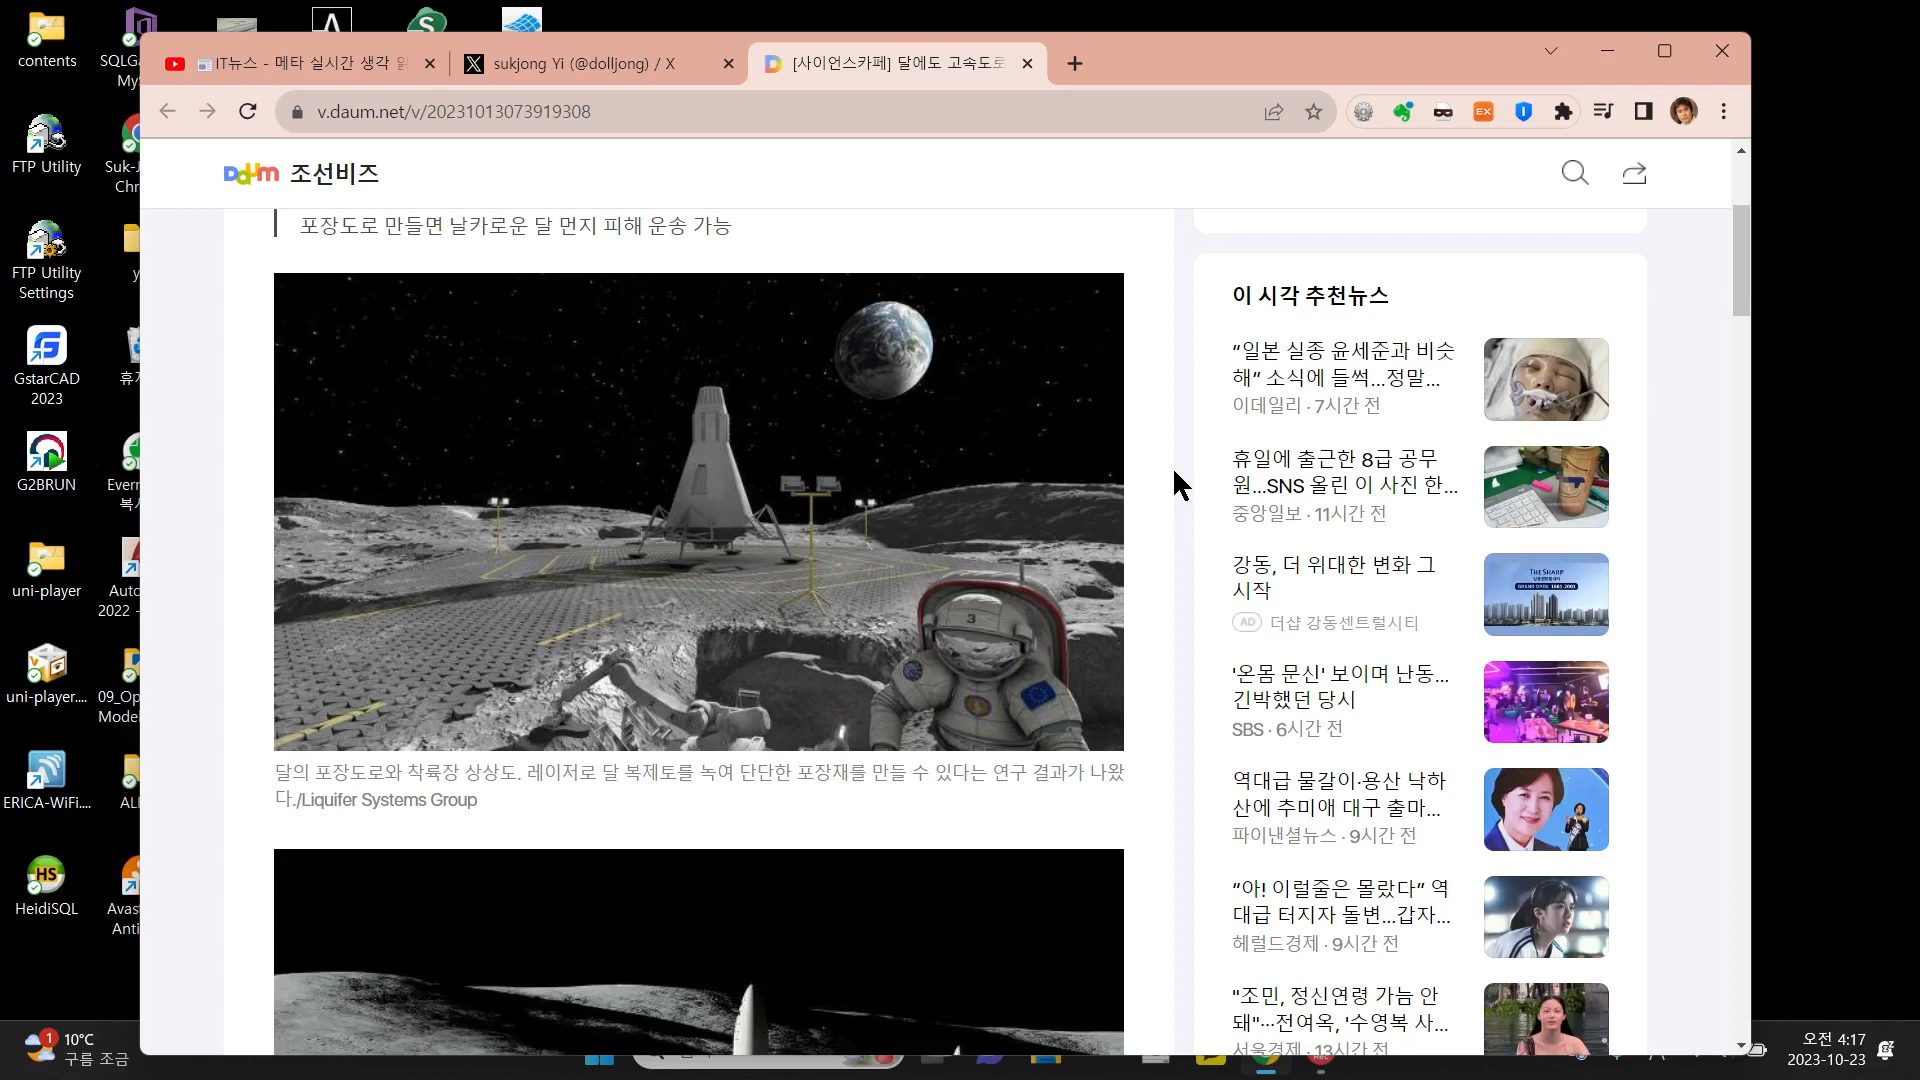 contents
FTP Utility
FTP Utility
Settings
GstarCAD
2023
G2BRUN
uni-player
uni-player....
ERICA-WiFi....
HeidiSQL
IT뉴스 - 메타 실시간 생각
sukjong Yi (@dolljong) / X
[사이언스카페] 달에도 고속도로
v.daum.net/v/20231013073919308
Daum 조선비즈
포장도로 만들면 날카로운 달 먼지 피해 운송 가능
3
달의 포장도로와 착륙장 상상도. 레이저로 달 복제토를 녹여 단단한 포장재를 만들 수 있다는 연구 결과가 나왔
다./Liquifer Systems Group
이 시각 추천뉴스
“일본 실종 윤세준과 비슷
해” 소식에 들썩...정말...
이데일리 · 7시간 전
휴일에 출근한 8급 공무
원...SNS 올린 이 사진 한...
중앙일보 · 11시간 전
강동, 더 위대한 변화 그
시작
AD 더샵 강동센트럴시티
THE SHARP
'온몸 문신' 보이며 난동...
긴박했던 당시
SBS · 6시간 전
역대급 물갈이·용산 낙하
산에 추미애 대구 출마...
파이낸셜뉴스 · 9시간 전
“아! 이럴줄은 몰랐다” 역
대급 터지자 돌변...갑자...
헤럴드경제 · 9시간 전
"조민, 정신연령 가늠 안
돼"…전여옥, '수영복 사...
서울경제 · 13시간 전
1
10°C
구름 조금
오전 4:17
2023-10-23